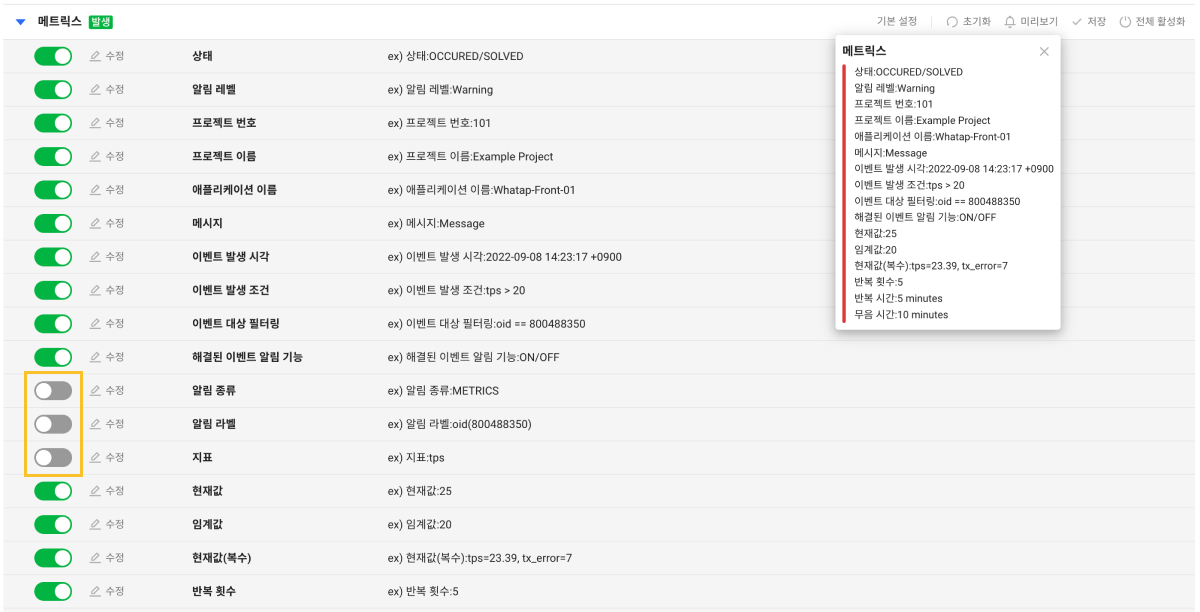 메트릭스 발생 기본 설정 초기화 미리보기 저장 전체 활성화
수정 상태 ex) 상태:OCCURED/SOLVED
수정 알림 레벨 ex) 알림 레벨:Warning
수정 프로젝트 번호 ex) 프로젝트 번호:101
수정 프로젝트 이름 ex) 프로젝트 이름:Example Project
수정 애플리케이션 이름 ex) 애플리케이션 이름:Whatap-Front-01
수정 메시지 ex) 메시지:Message
수정 이벤트 발생 시각 ex) 이벤트 발생 시각:2022-09-08 14:23:17 +0900
수정 이벤트 발생 조건 ex) 이벤트 발생 조건:tps > 20
수정 이벤트 대상 필터링 ex) 이벤트 대상 필터링:oid == 800488350
수정 해결된 이벤트 알림 기능 ex) 해결된 이벤트 알림 기능:ON/OFF
수정 알림 종류 ex) 알림 종류:METRICS
수정 알림 라벨 ex) 알림 라벨:oid(800488350)
수정 지표 ex) 지표:tps
수정 현재값 ex) 현재값:25
수정 임계값 ex) 임계값:20
수정 현재값(복수) ex) 현재값(복수):tps=23.39, tx_error=7
수정 반복 횟수 ex) 반복 횟수:5
메트릭스
상태:OCCURED/SOLVED
알림 레벨:Warning
프로젝트 번호:101
프로젝트 이름:Example Project
애플리케이션 이름:Whatap-Front-01
메시지:Message
이벤트 발생 시각:2022-09-08 14:23:17 +0900
이벤트 발생 조건:tps > 20
이벤트 대상 필터링:oid == 800488350
해결된 이벤트 알림 기능:ON/OFF
현재값:25
임계값:20
현재값(복수):tps=23.39, tx_error=7
반복 횟수:5
반복 시간:5 minutes
무음 시간:10 minutes